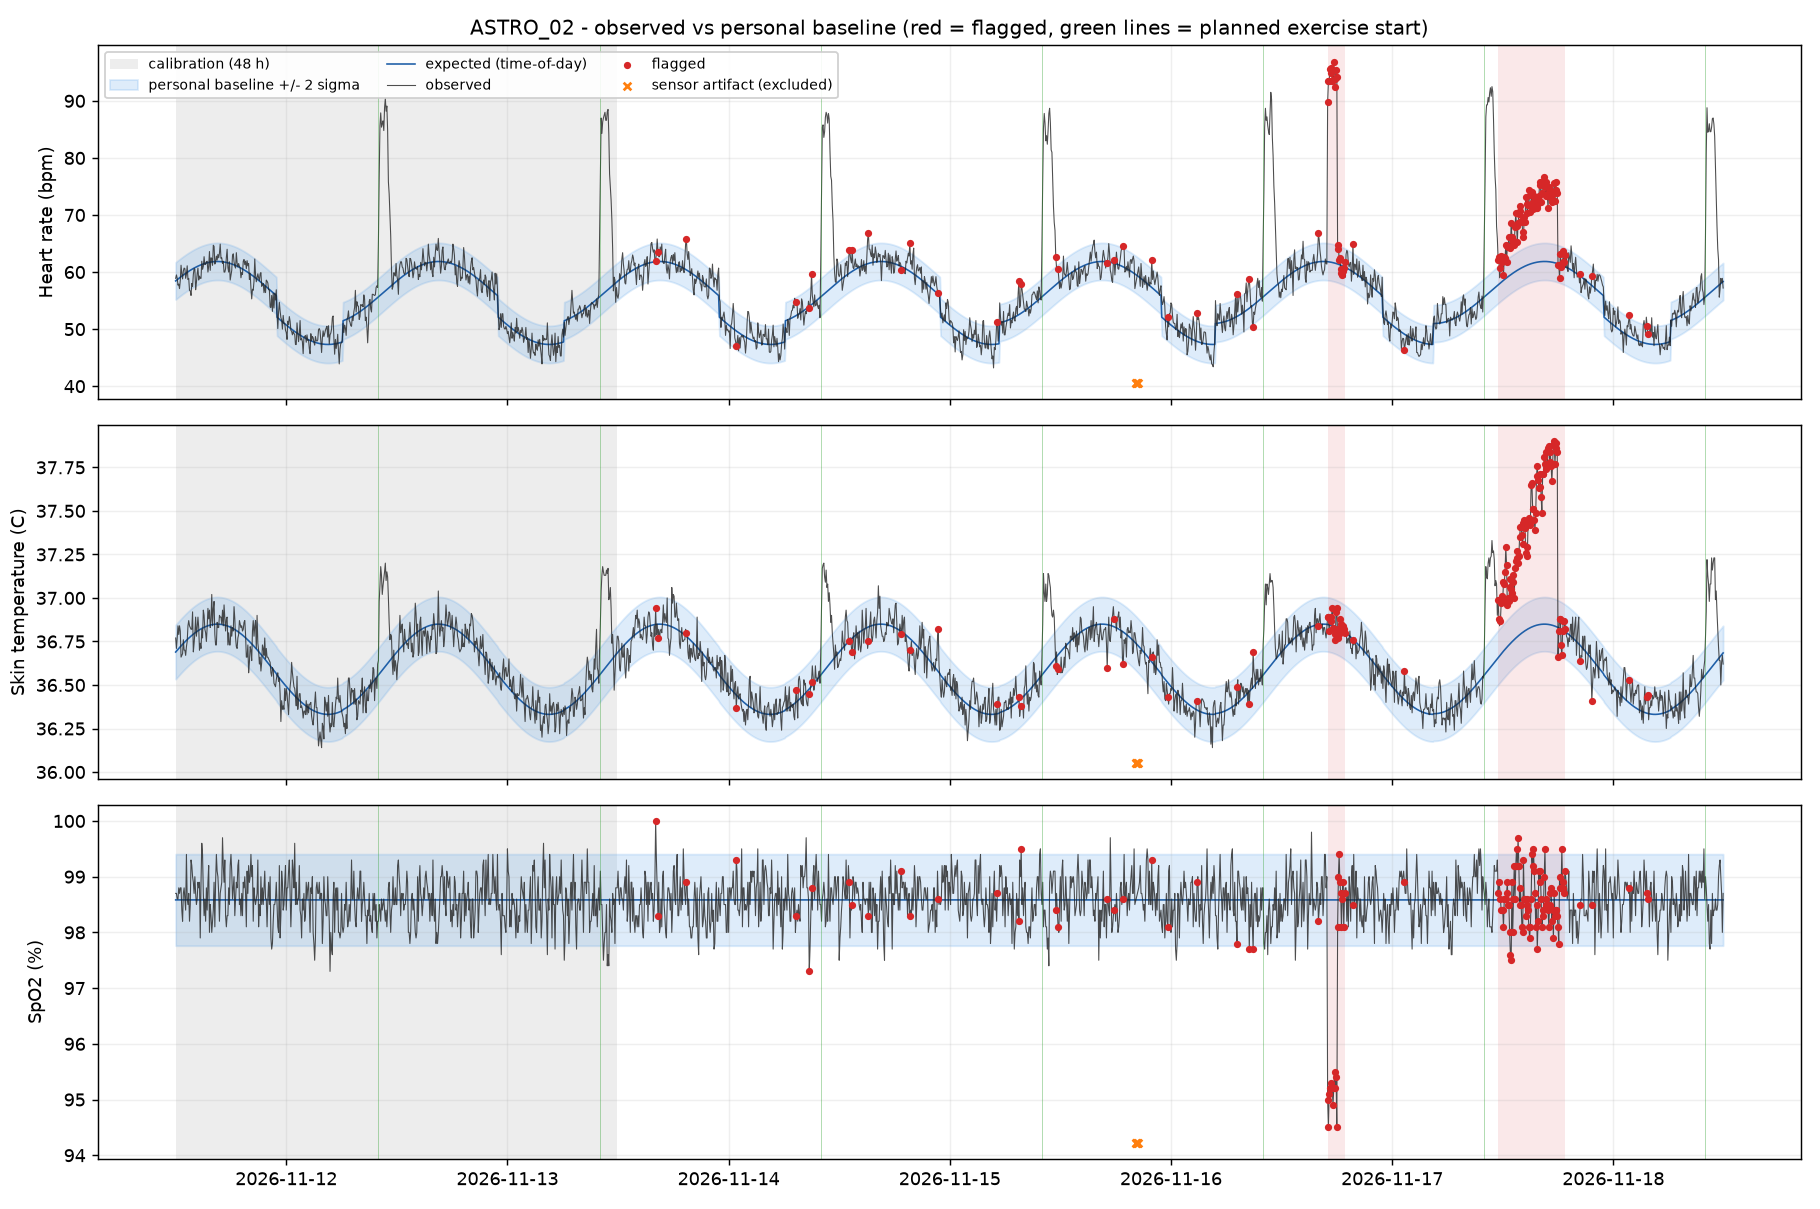 ASTRO_02 - observed vs personal baseline (red = flagged, green lines = planned exercise start)
calibration (48 h)
personal baseline +/- 2 sigma
expected (time-of-day)
observed
flagged
sensor artifact (excluded)
Heart rate (bpm)
90
80
70
60
50
40
Skin temperature (C)
37.75
37.50
37.25
37.00
36.75
36.50
36.25
36.00
SpO2 (%)
100
99
98
97
96
95
94
2026-11-12
2026-11-13
2026-11-14
2026-11-15
2026-11-16
2026-11-17
2026-11-18